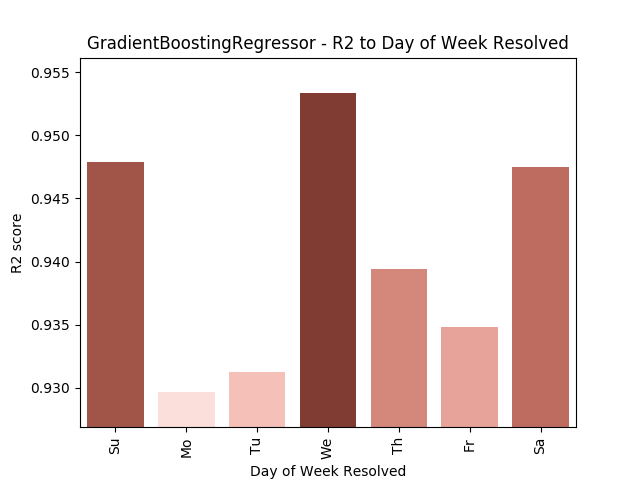 GradientBoostingRegressor - R2 to Day of Week Resolved
0.955
0.950
0.945
0.940
0.935
0.930
R2 score
Su
Mo
Tu
We
Th
Fr
Sa
Day of Week Resolved